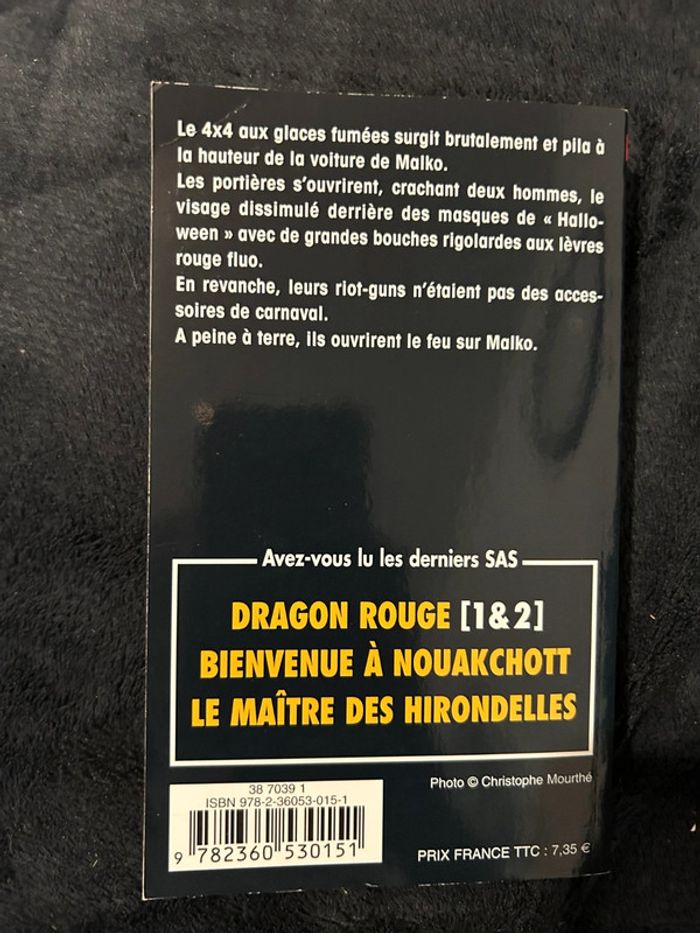 Le 4x4 aux glaces fumées surgit brutalement et pila à
la hauteur de la voiture de Malko.
Les portières s'ouvrirent, crachant deux hommes, le
visage dissimulé derrière des masques de « Hallo-
ween » avec de grandes bouches rigolardes aux lèvres
rouge fluo.
En revanche, leurs riot-guns n'étaient pas des acces-
soires de carnaval.
A peine à terre, ils ouvrirent le feu sur Malko.
Avez-vous lu les derniers SAS
DRAGON ROUGE [1&2]
BIENVENUE À NOUAKCHOTT
LE MAÎTRE DES HIRONDELLES
Photo © Christophe Mourthé
38 7039 1
ISBN 978-2-36053-015-1
9 782360 530151
PRIX FRANCE TTC : 7,35 €